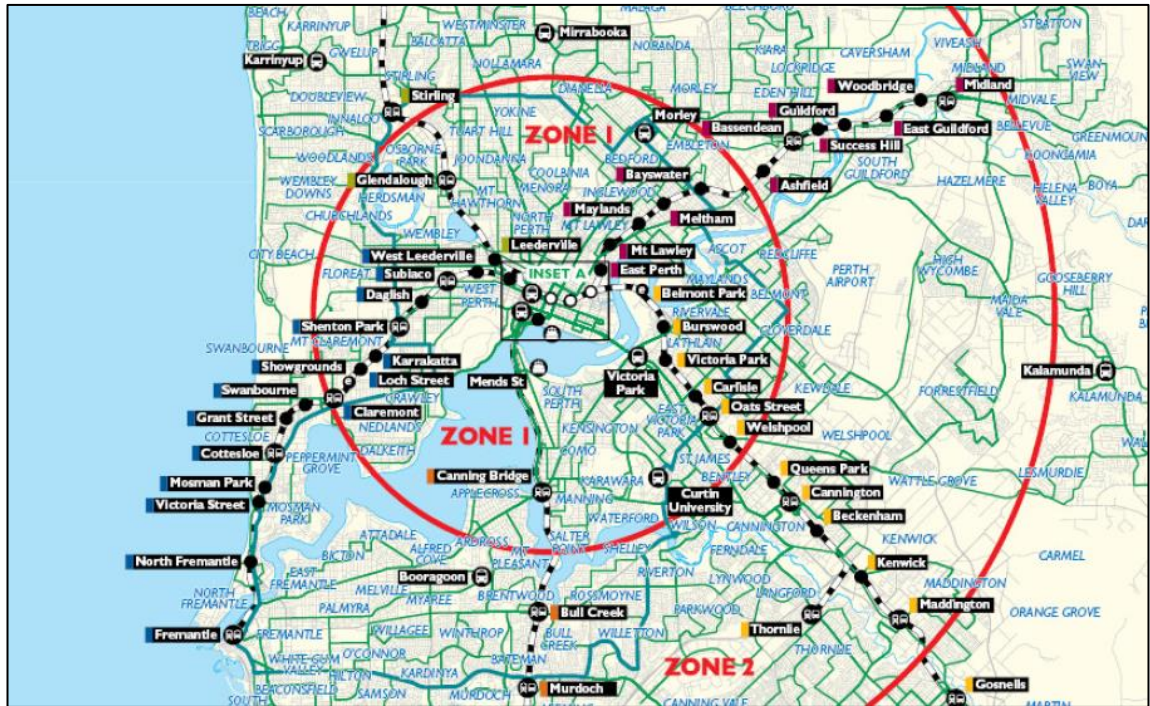 BEACH
KARRINYUP
TRIGG
GWELUP
Karrinyup
WESTMINSTER
BALCATTA
NOLLAMARA
STIRLING
Mirrabooka
MALAGA
NORANDA
BEECHBORO
KIARA
LOCKRIDGE
CAVERSHAM
EDEN HILL
VIVEASH
STRATTON
SWAN VIEW
MIDLAND
Woodbridge
Midland
MIDVALE
DOUBLEVIEW
Stirling
INNALOO
SCARBOROUGH
DIANELLA
YOKINE
TUART HILL
MORLEY
ZONE 1
Morley
EMBLETON
Guildford
Bassendean
East Guildford
BELLEVUE
GREENMOUNT
Success Hill
SOUTH GUILDFORD
WOODLANDS
OSBORNE PARK
JOONDANNA
BEDFORD
COOLBINIA
MENORA
INGLEWOOD
Bayswater
Ashfield
HAZELMERE
KOONGAMIA
HELENA VALLEY
BOYA
WEMBLEY DOWNS
Glendalough
HERDSMAN
CHURCHLANDS
MT HAWTHORN
NORTH PERTH
Maylands
MT LAWLEY
Meltham
WEMBLEY
CITY BEACH
FLOREAT
West Leederville
Leederville
Mt Lawley
ASCOT
REDCLIFFE
Subiaco
INSET A
East Perth
MAYLANDS
PERTH AIRPORT
HIGH WYCOMBE
GOOSEBERRY HILL
Daglish
WEST PERTH
Belmont Park
BELMONT
RIVERVALE
MAIDA VALE
Shenton Park
MT CLAREMONT
Burswood
LATHLAIN
CLOVERDALE
SWANBOURNE
Karrakatta
Showgrounds
Loch Street
Mends St
Victoria Park
Victoria Park
Carlisle
KEWDALE
FORRESTFIELD
Kalamunda
KALAMUNDA
Swanbourne
CRAWLEY
SOUTH PERTH
Oats Street
Grant Street
Claremont
NEDLANDS
KENSINGTON
EAST VICTORIA PARK
Welshpool
WELSHPOOL
COTTESLOE
Cottesloe
PEPPERMINT GROVE
DALKEITH
ZONE 1
COMO
ST JAMES
BENTLEY
LESMURDIE
Mosman Park
Canning Bridge
APPLECROSS
MANNING
KARAWARA
Queens Park
WATTLE GROVE
Cannington
Victoria Street
MOSMAN PARK
WATERFORD
Curtin University
Beckenham
ATTADALE
ARDROSS
SALTER POINT
WILSON
CANNINGTON
KENWICK
CARMEL
North Fremantle
BICTON
ALFRED COVE
MT PLEASANT
SHELLEY
FERNDALE
Kenwick
EAST FREMANTLE
MELVILLE
Booragoon
MYAREE
RIVERTON
LYNWOOD
LANGFORD
MADDINGTON
NORTH FREMANTLE
PALMYRA
BRENTWOOD
ROSSMOYNE
PARKWOOD
Maddington
ORANGE GROVE
Fremantle
FREMANTLE
WINTHROP
Bull Creek
BULL CREEK
WILLETTON
Thornlie
THORNLIE
WHITE GUM VALLEY
O'CONNOR
HILTON
KARDINYA
BATEMAN
ZONE 2
BEACONSFIELD
SAMSON
MURDOCH
Murdoch
CANNING VALE
Gosnells
MARTIN
SOUTH